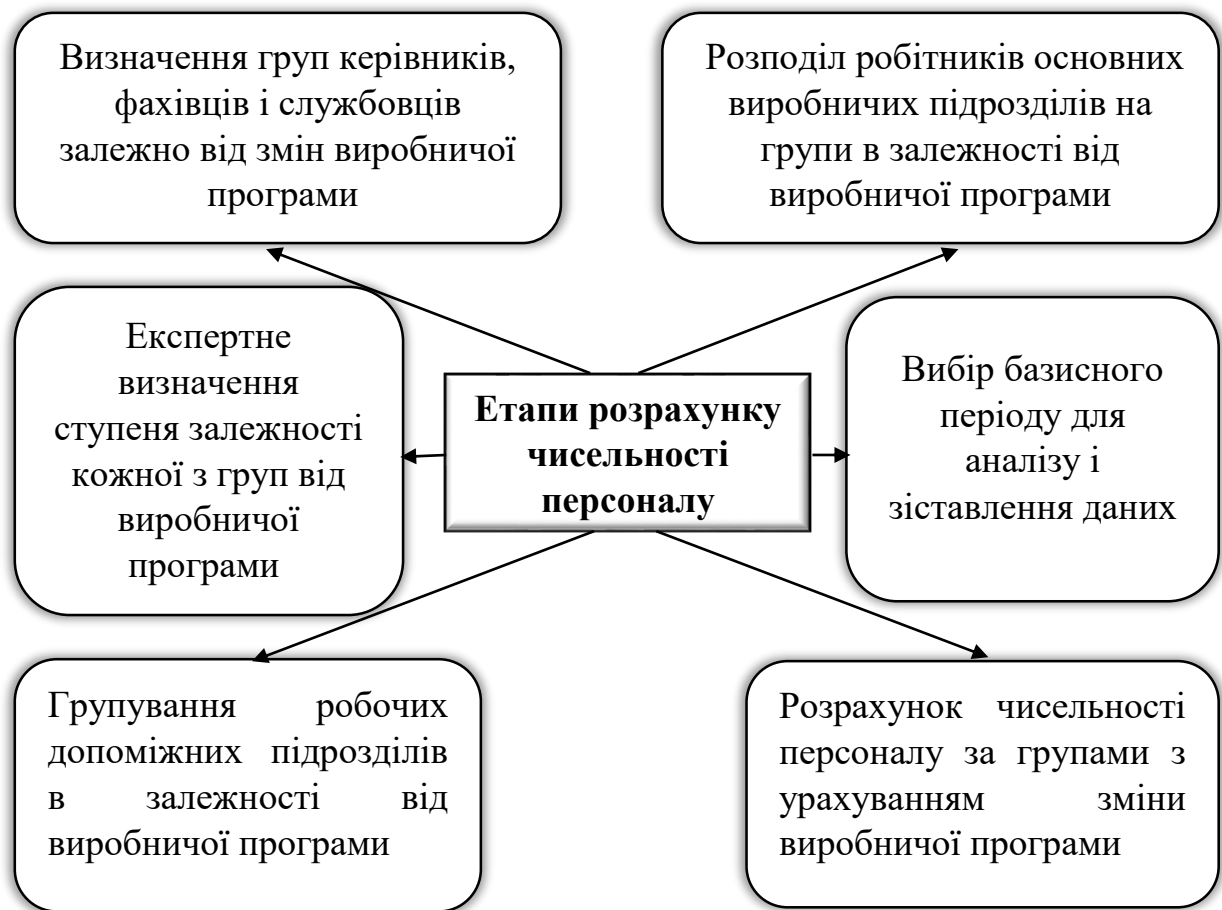 Визначення груп керівників,
фахівців і службовців
залежно від змін виробничої
програми
Розподіл робітників основних
виробничих підрозділів на
групи в залежності від
виробничої програми
Експертне
визначення
ступеня залежності
кожної з груп від
виробничої
програми
Етапи розрахунку
чисельності
персоналу
Вибір базисного
періоду для
аналізу і
зіставлення даних
Групування робочих
допоміжних підрозділів
в залежності від
виробничої програми
Розрахунок чисельності
персоналу за групами з
урахуванням зміни
виробничої програми